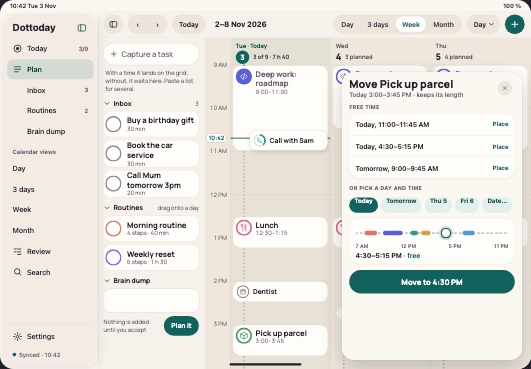 10:42 Tue 3 Nov
100 %
Dottoday
Today 3/9
Plan
Inbox 3
Routines 2
Brain dump
Calendar views
Day
3 days
Week
Month
Review
Search
Settings
Synced · 10:42
Today
2–8 Nov 2026
Day
3 days
Week
Month
Day
Capture a task
With a time it lands on the grid;
without, it waits here. Paste a list
for several.
Inbox 3
Buy a birthday gift
30 min
Book the car
service
30 min
Call Mum
tomorrow 3pm
20 min
Routines drag onto a day
Morning routine
4 steps · 40 min
Weekly reset
6 steps · 1 h 30
Brain dump
Nothing is added
until you accept
Plan it
Tue · Today
3 3 of 9 · 7 h 40
Wed
4 3 planned
Thu
5 4 planned
9 AM
10 AM
10:42
11 AM
12 PM
1 PM
2 PM
3 PM
Deep work:
roadmap
9:00–11:00
Call with Sam
Lunch
12:30–1:15
Dentist
Pick up parcel
3:00–3:45
Move Pick up parcel
Today 3:00–3:45 PM · keeps its length
FREE TIME
Today, 11:00–11:45 AM Place
Today, 4:30–5:15 PM Place
Tomorrow, 9:00–9:45 AM Place
OR PICK A DAY AND TIME
Today
Tomorrow
Thu 5
Fri 6
Date...
7 AM
12 PM
5 PM
11 PM
4:30–5:15 PM · free
Move to 4:30 PM